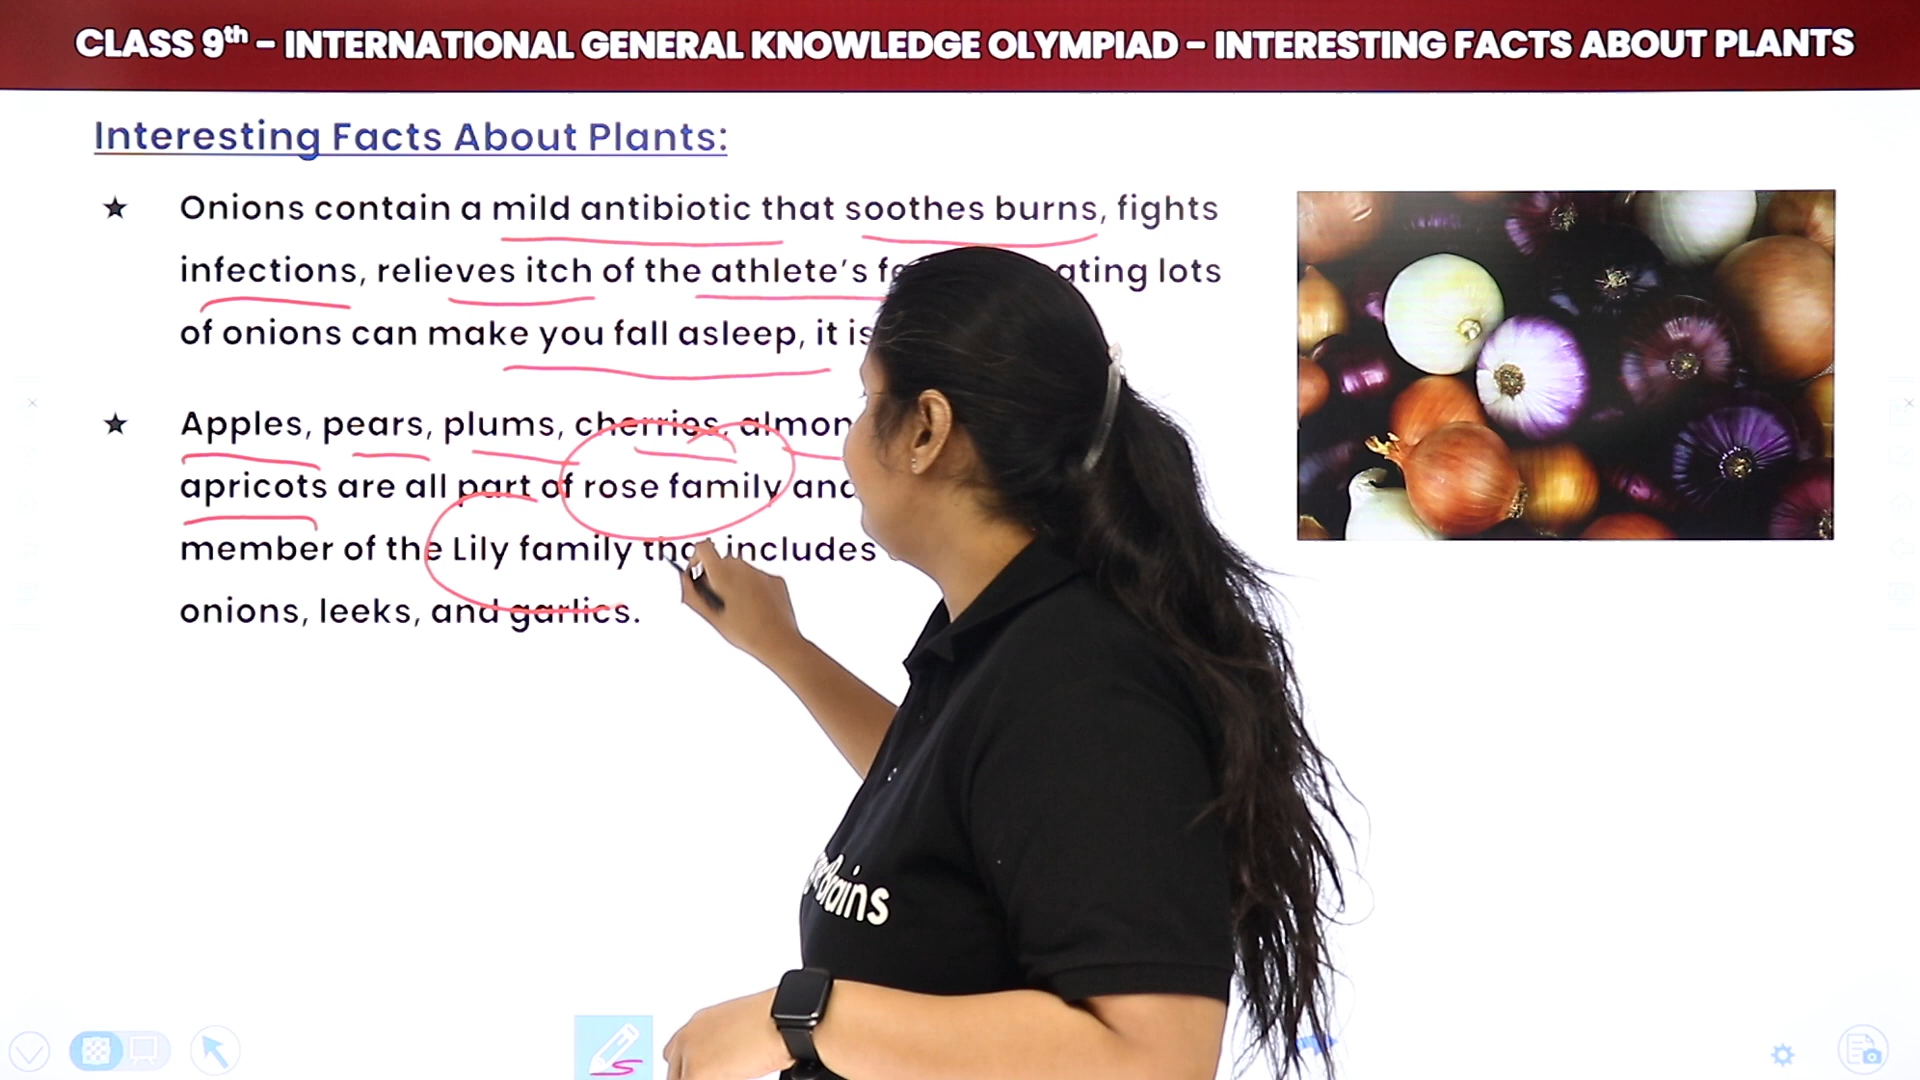 CLASS 9th - INTERNATIONAL GENERAL KNOWLEDGE OLYMPIAD - INTERESTING FACTS ABOUT PLANTS
Interesting Facts About Plants:
★ Onions contain a mild antibiotic that soothes burns, fights
infections, relieves itch of the athlete's
lots
of onions can make you fall asleep, it is
★ Apples, pears, plums, cherries,
apricots are all part of rose family and
member of the Lily family that includes
onions, leeks, and garlics.